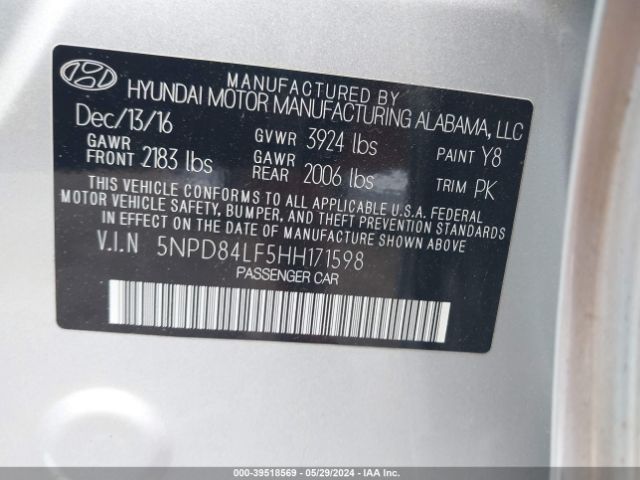 MANUFACTURED BY
HYUNDAI MOTOR MANUFACTURING ALABAMA, LLC
Dec/13/16 GVWR 3924 lbs PAINT Y8
GAWR FRONT 2183 lbs GAWR REAR 2006 lbs TRIM PK
THIS VEHICLE CONFORMS TO ALL APPLICABLE U.S.A. FEDERAL
MOTOR VEHICLE SAFETY, BUMPER, AND THEFT PREVENTION STANDARDS
IN EFFECT ON THE DATE OF MANUFACTURE SHOWN ABOVE.
V.I.N 5NPD84LF5HH171598
PASSENGER CAR
000-39518569 • 05/29/2024 - IAA Inc.